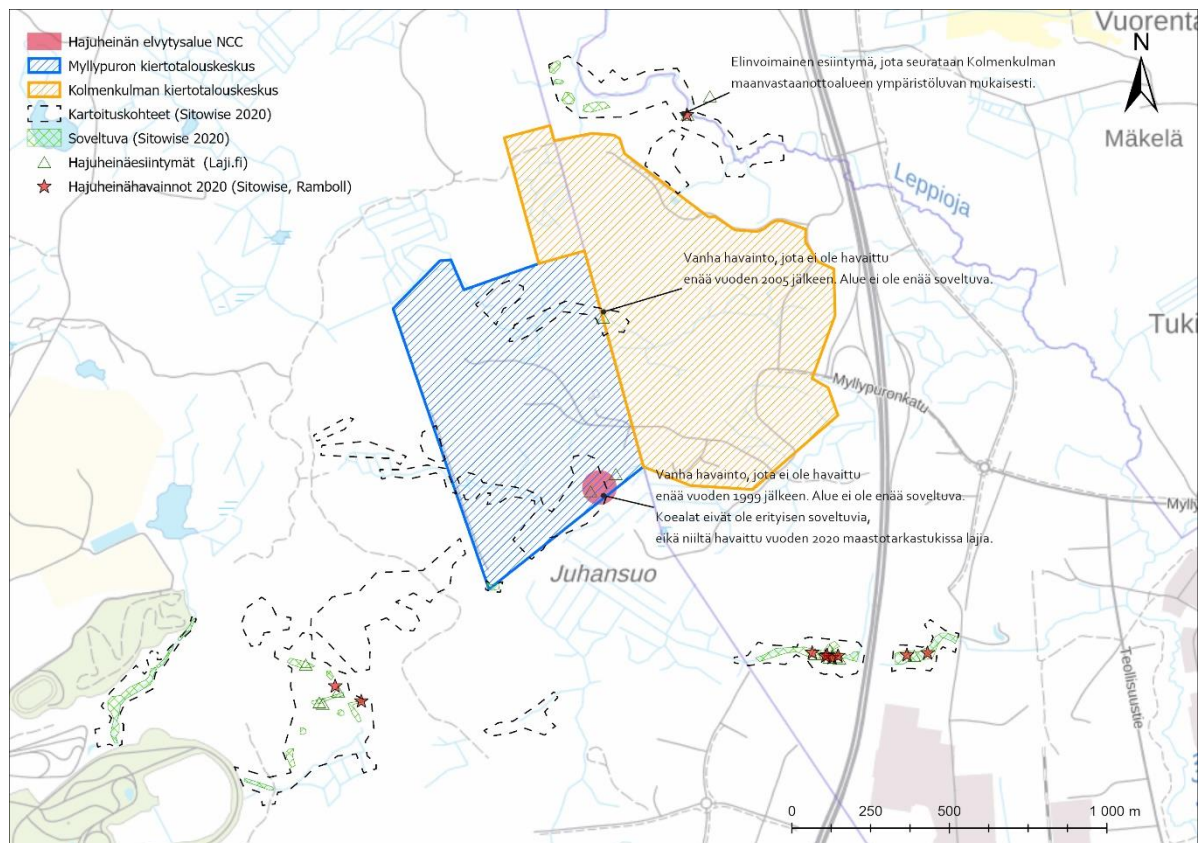 Hajuheinän elvytysalue NCC
Myllypuron kiertotalouskeskus
Kolmenkulman kiertotalouskeskus
Kartoituskohteet (Sitowise 2020)
Soveltuva (Sitowise 2020)
Hajuheinäesiintymät (Laji.fi)
Hajuheinähavainnot 2020 (Sitowise, Ramboll)
Elinvoimainen esiintymä, jota seurataan Kolmenkulman
maanvastaanottoalueen ympäristöluvan mukaisesti.
Vuorenta
N
Mäkelä
Leppioja
Vanha havainto, jota ei ole havaittu
enää vuoden 2005 jälkeen. Alue ei ole enää soveltuva.
Tuki
Myllypuronkatu
Vanha havainto, jota ei ole havaittu
enää vuoden 1999 jälkeen. Alue ei ole enää soveltuva.
Koealat eivät ole erityisen soveltuvia,
eikä niiltä havaittu vuoden 2020 maastotarkastukissa lajia.
Mylly
Juhansuo
Teollisuustie
0 250 500 1 000 m